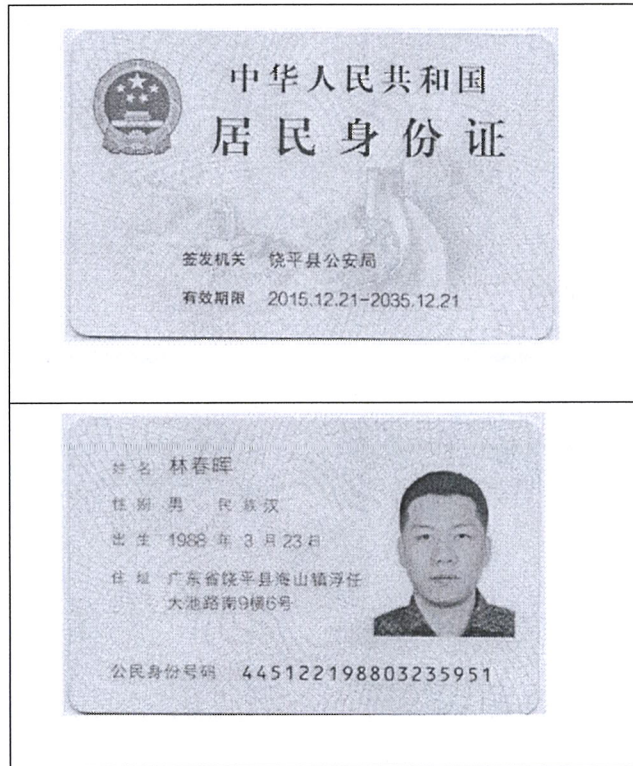 中华人民共和国
居民身份证
签发机关 饶平县公安局
有效期限 2015.12.21-2035.12.21
姓名 林春晖
性别 男 民族 汉
出生 1988 年 3 月 23 日
住址 广东省饶平县海山镇浮任
大池路南9横6号
公民身份号码 445122198803235951